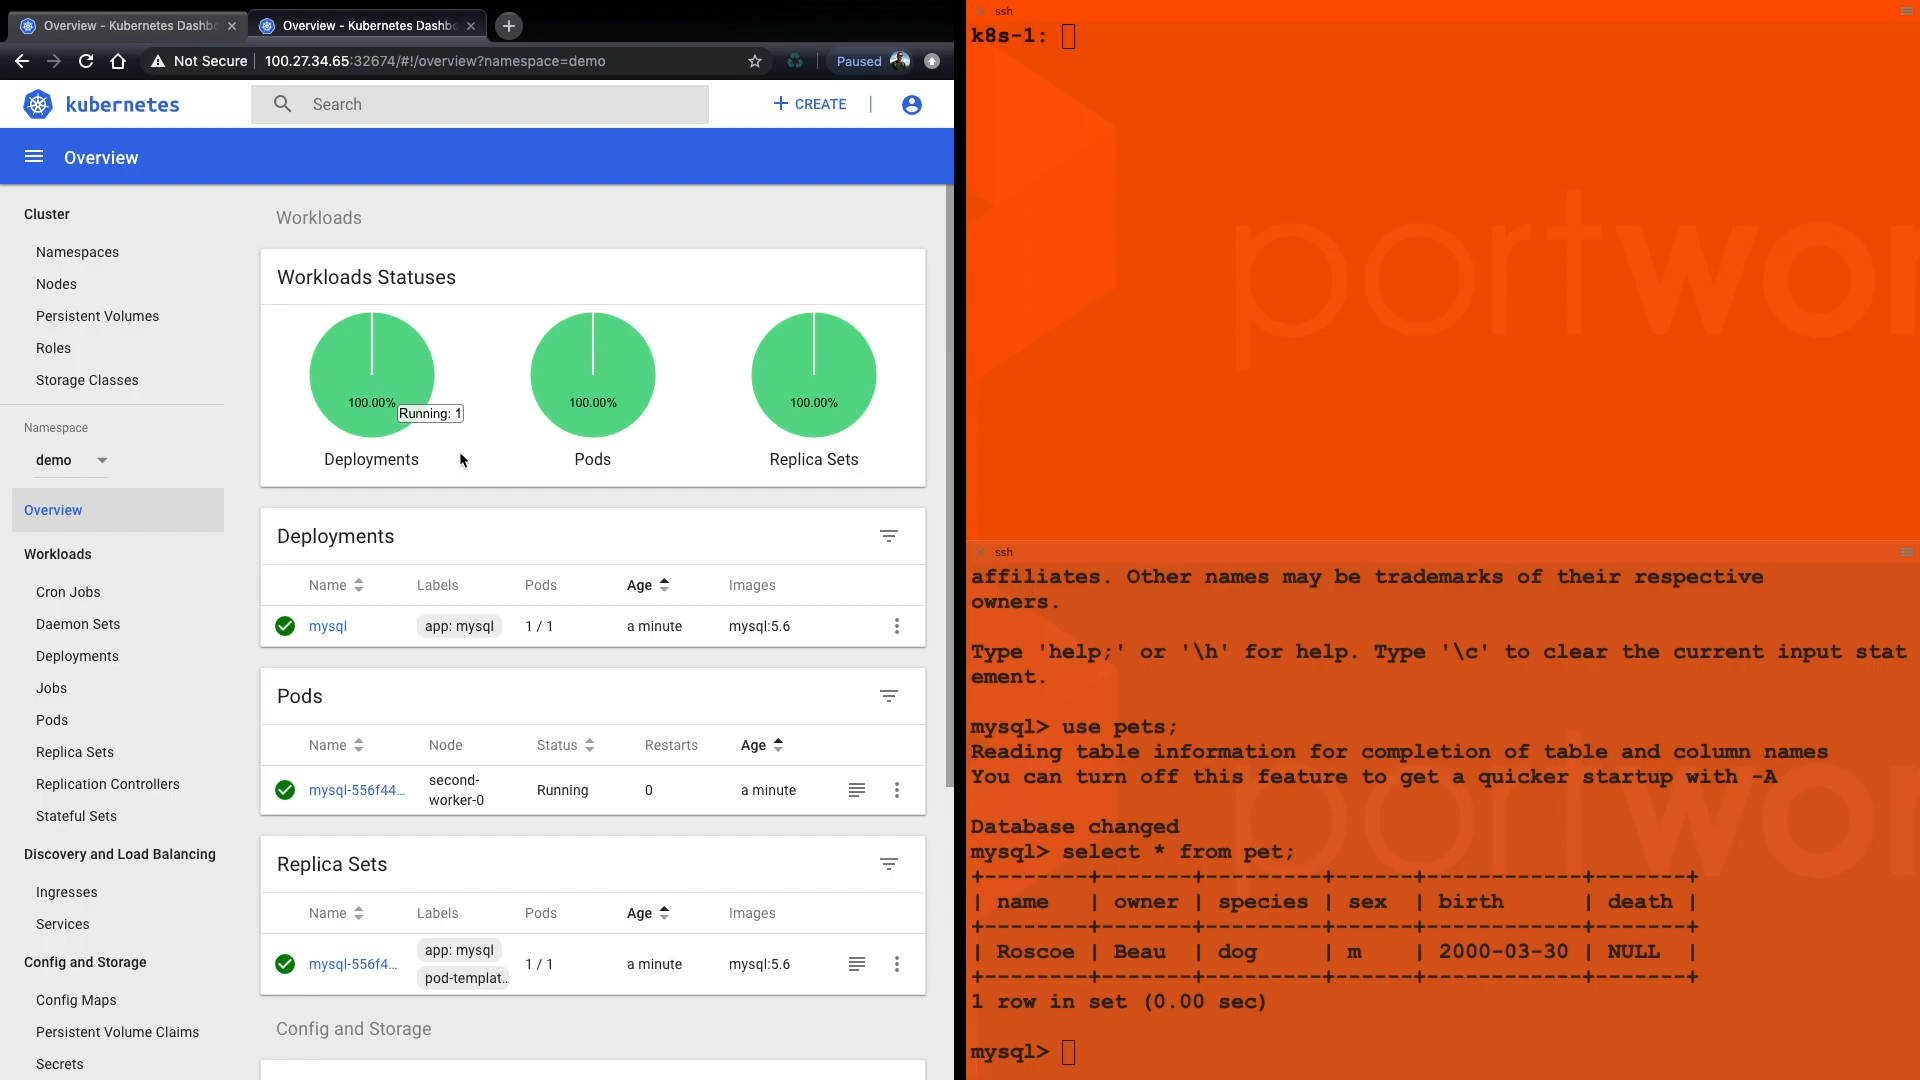 Overview - Kubernetes Dashbo
Overview - Kubernetes Dashbo
Not Secure
100.27.34.65:32674/#!/overview?namespace=demo
Paused
kubernetes
Search
CREATE
Overview
Cluster
Namespaces
Nodes
Persistent Volumes
Roles
Storage Classes
Namespace
demo
Overview
Workloads
Cron Jobs
Daemon Sets
Deployments
Jobs
Pods
Replica Sets
Replication Controllers
Stateful Sets
Discovery and Load Balancing
Ingresses
Services
Config and Storage
Config Maps
Persistent Volume Claims
Secrets
Workloads
Workloads Statuses
100.00%
Running: 1
100.00%
100.00%
Deployments
Pods
Replica Sets
Deployments
Name Labels Pods Age Images
mysql app: mysql 1 / 1 a minute mysql:5.6
Pods
Name Node Status Restarts Age
mysql-556f44... second-worker-0 Running 0 a minute
Replica Sets
Name Labels Pods Age Images
mysql-556f4... app: mysql 1 / 1 a minute mysql:5.6
pod-templat...
Config and Storage
ssh
k8s-1:
portwor
ssh
affiliates. Other names may be trademarks of their respective
owners.
Type 'help;' or '\h' for help. Type '\c' to clear the current input stat
ement.
mysql> use pets;
Reading table information for completion of table and column names
You can turn off this feature to get a quicker startup with -A
Database changed
mysql> select * from pet;
+--------+-------+---------+------+------------+-------+
| name   | owner | species | sex  | birth      | death |
+--------+-------+---------+------+------------+-------+
| Roscoe | Beau  | dog     | m    | 2000-03-30 | NULL  |
+--------+-------+---------+------+------------+-------+
1 row in set (0.00 sec)
mysql>
portwor